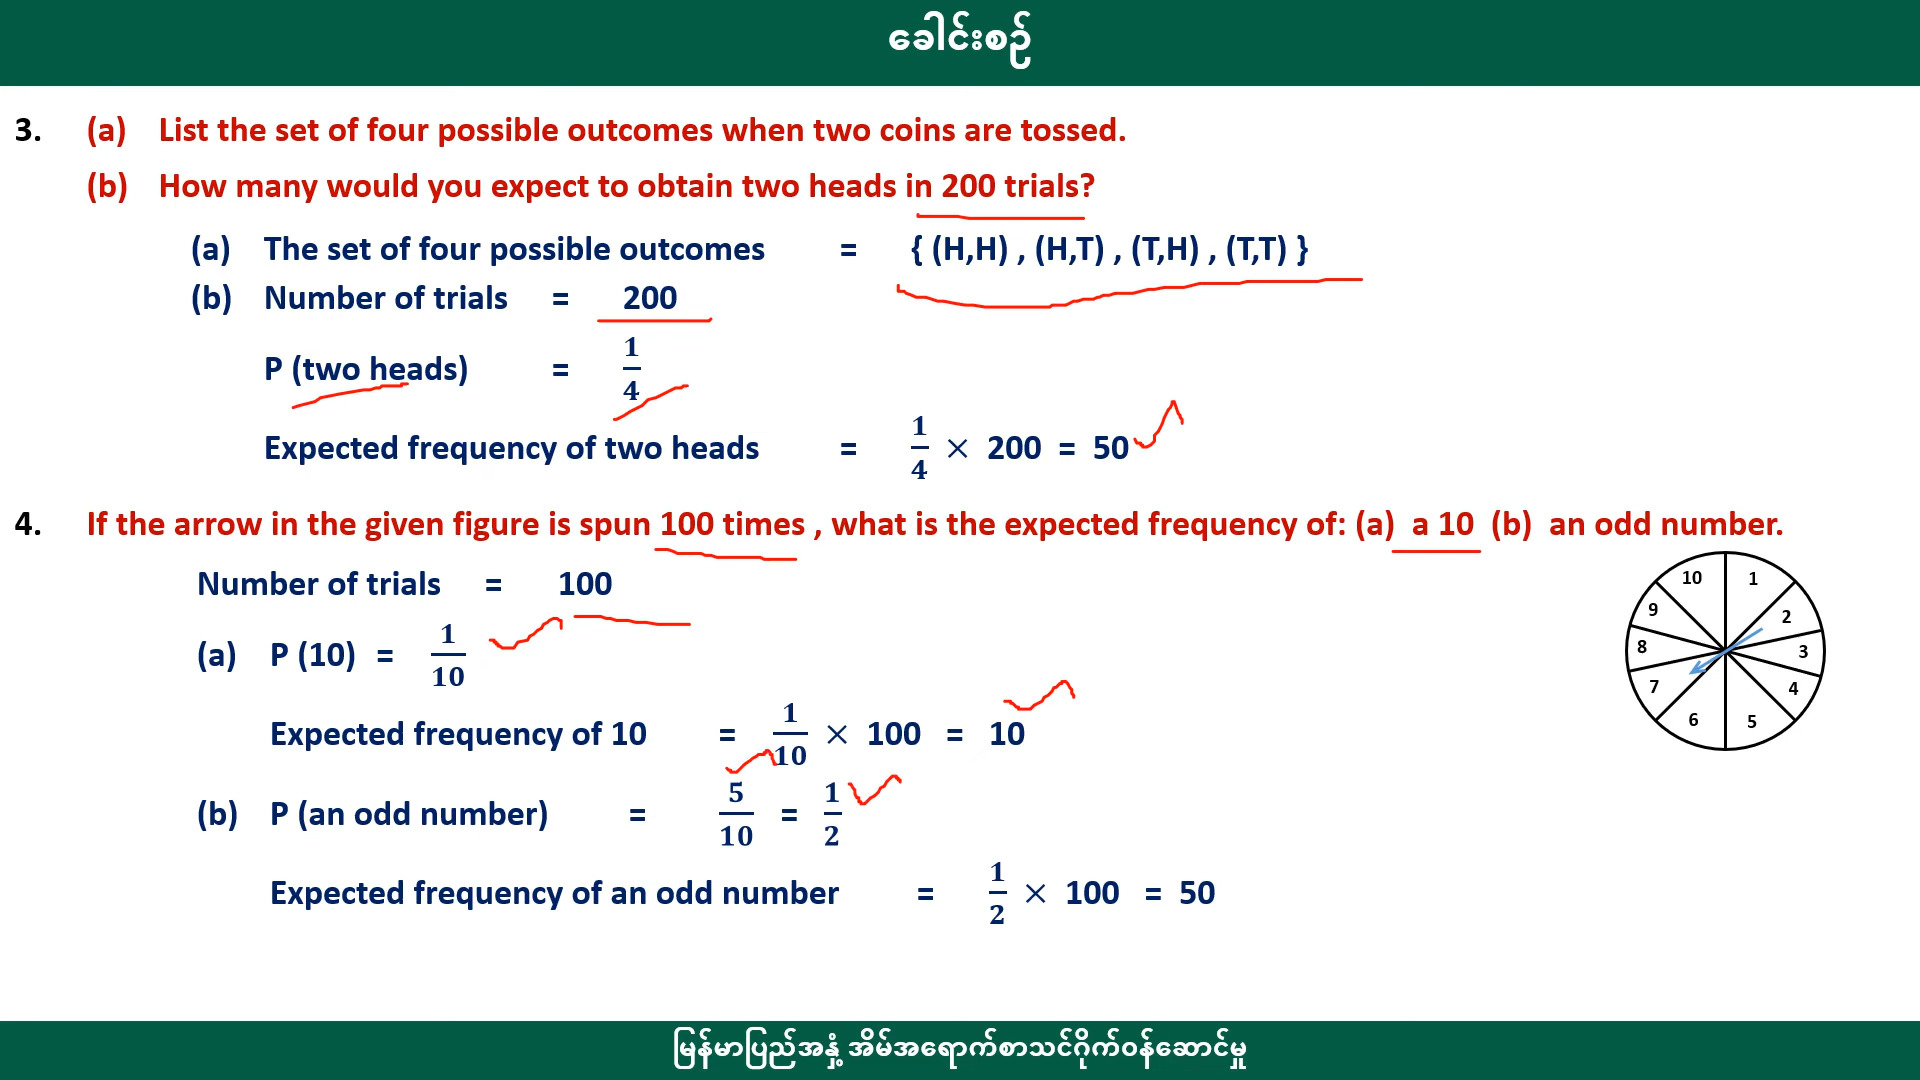 ခေါင်းစဉ်
3. (a) List the set of four possible outcomes when two coins are tossed.
(b) How many would you expect to obtain two heads in 200 trials?
(a) The set of four possible outcomes = { (H,H) , (H,T) , (T,H) , (T,T) }
(b) Number of trials = 200
P (two heads) = 1/4
Expected frequency of two heads = 1/4 × 200 = 50
4. If the arrow in the given figure is spun 100 times , what is the expected frequency of: (a) a 10 (b) an odd number.
Number of trials = 100
(a) P (10) = 1/10
Expected frequency of 10 = 1/10 × 100 = 10
(b) P (an odd number) = 5/10 = 1/2
Expected frequency of an odd number = 1/2 × 100 = 50
10 1
9 2
8 3
7 4
6 5
မြန်မာပြည်အနှံ့ အိမ်အရောက်စာသင်ဂိုက်ဝန်ဆောင်မှု